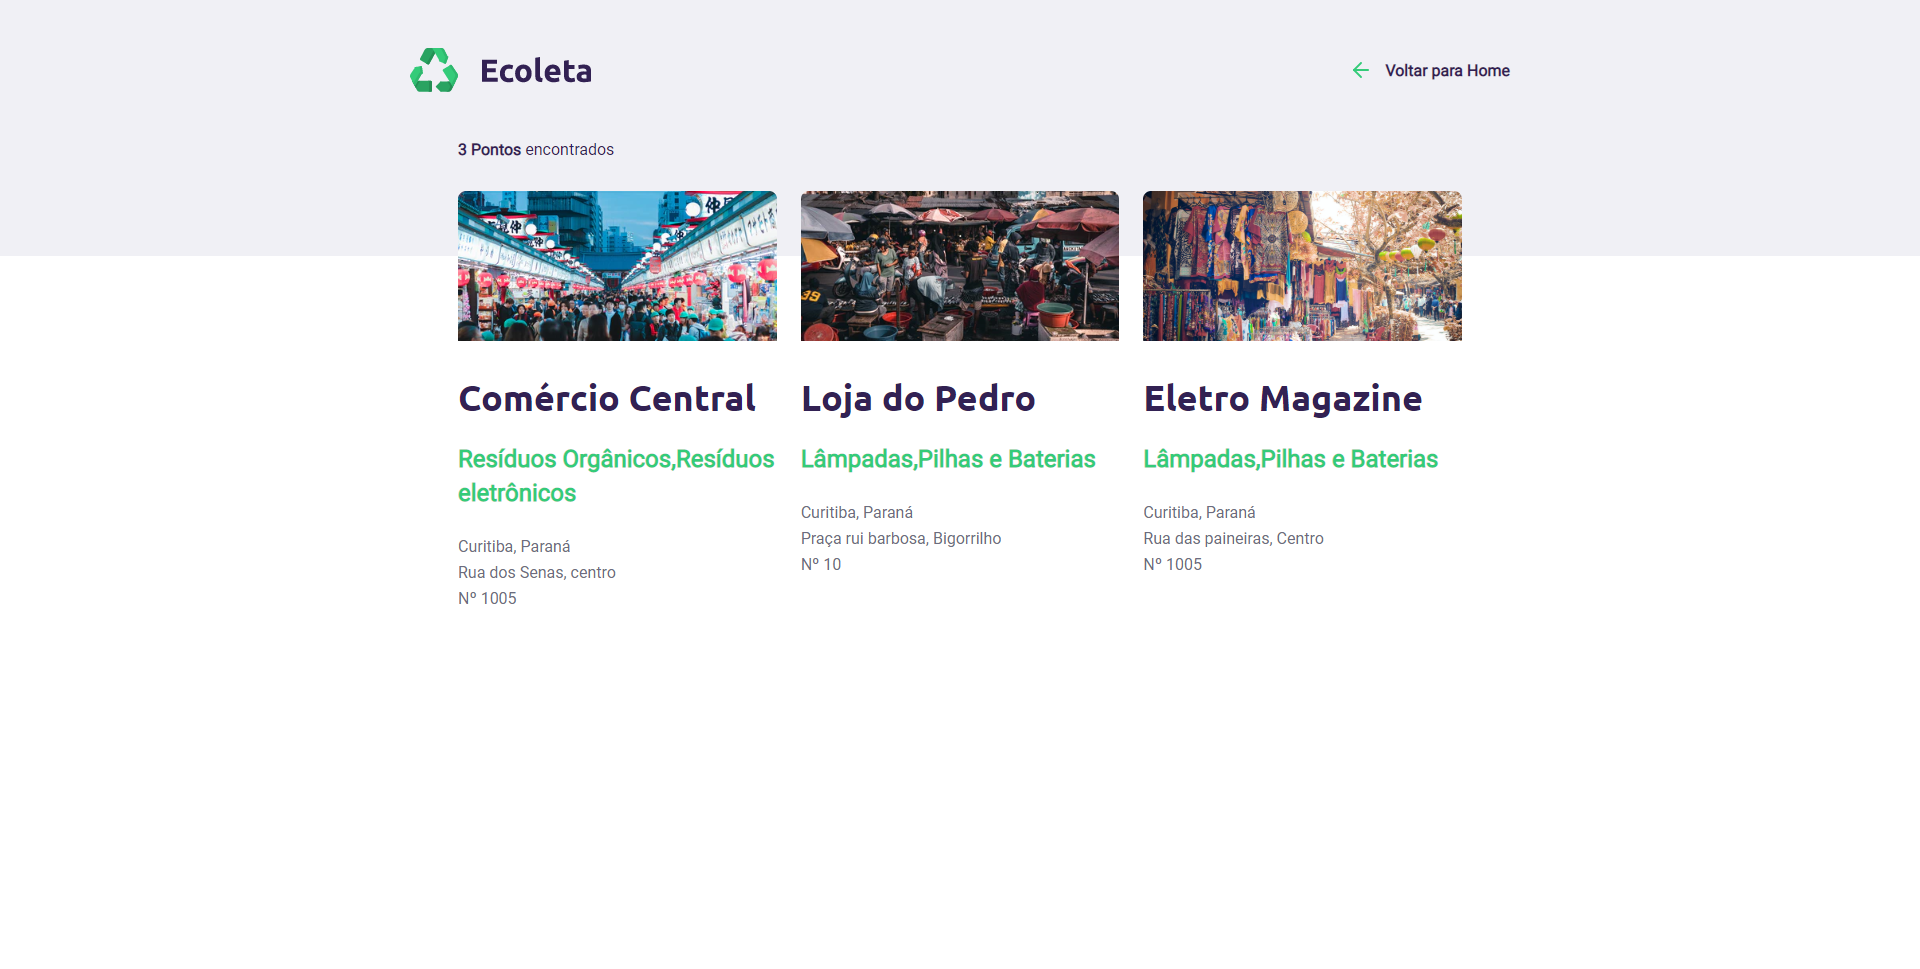 Ecoleta
Voltar para Home
3 Pontos encontrados
Comércio Central
Resíduos Orgânicos,Resíduos
eletrônicos
Curitiba, Paraná
Rua dos Senas, centro
Nº 1005
39
Loja do Pedro
Lâmpadas,Pilhas e Baterias
Curitiba, Paraná
Praça rui barbosa, Bigorrilho
Nº 10
Eletro Magazine
Lâmpadas,Pilhas e Baterias
Curitiba, Paraná
Rua das paineiras, Centro
Nº 1005